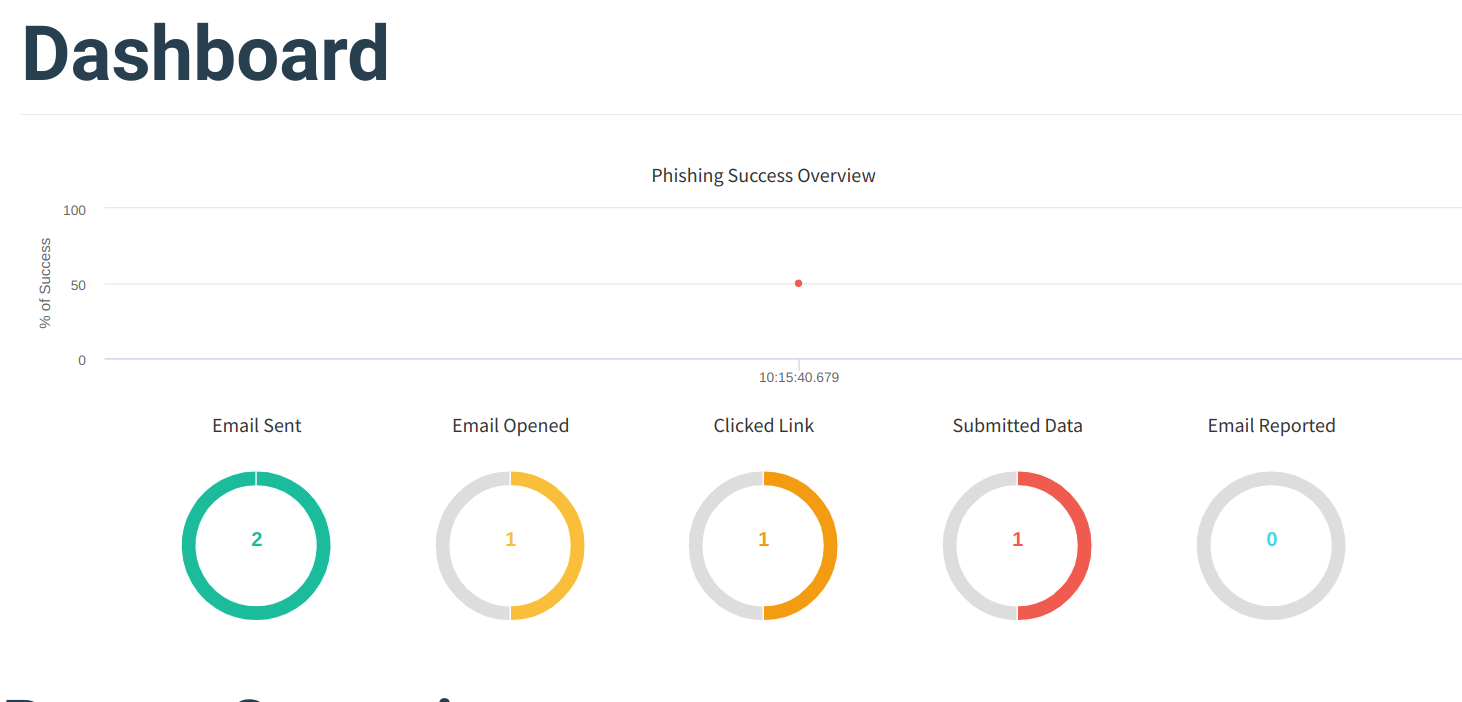 Dashboard
Phishing Success Overview
100
% of Success
50
0
10:15:40.679
Email Sent
Email Opened
Clicked Link
Submitted Data
Email Reported
2
1
1
1
0